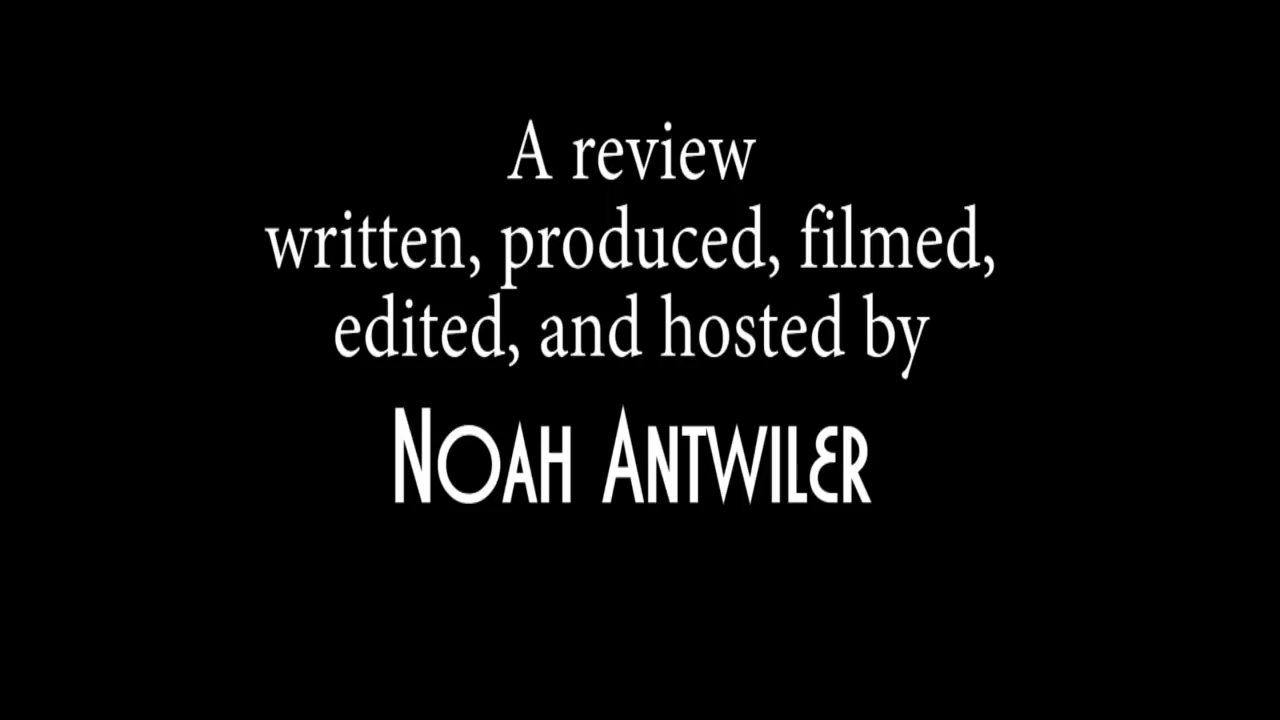 A review
written, produced, filmed,
edited, and hosted by
NOAH ANTWILER